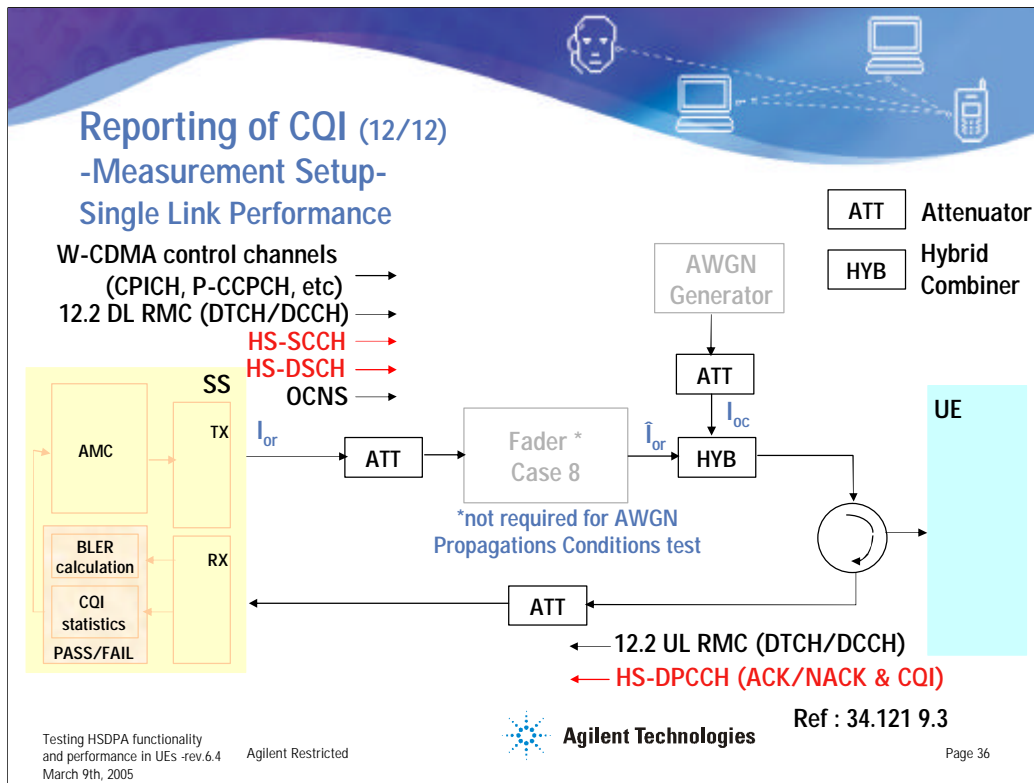 Reporting of CQI (12/12)
-Measurement Setup-
Single Link Performance
ATT
Attenuator
HYB
Hybrid
Combiner
W-CDMA control channels
(CPICH, P-CCPCH, etc)
12.2 DL RMC (DTCH/DCCH)
HS-SCCH
HS-DSCH
OCNS
AWGN
Generator
ATT
Ioc
SS
AMC
TX
Ior
ATT
Fader *
Case 8
Îor
HYB
UE
*not required for AWGN
Propagations Conditions test
BLER
calculation
CQI
statistics
PASS/FAIL
RX
ATT
12.2 UL RMC (DTCH/DCCH)
HS-DPCCH (ACK/NACK & CQI)
Ref : 34.121 9.3
Testing HSDPA functionality
and performance in UEs -rev.6.4
March 9th, 2005
Agilent Restricted
Agilent Technologies
Page 36